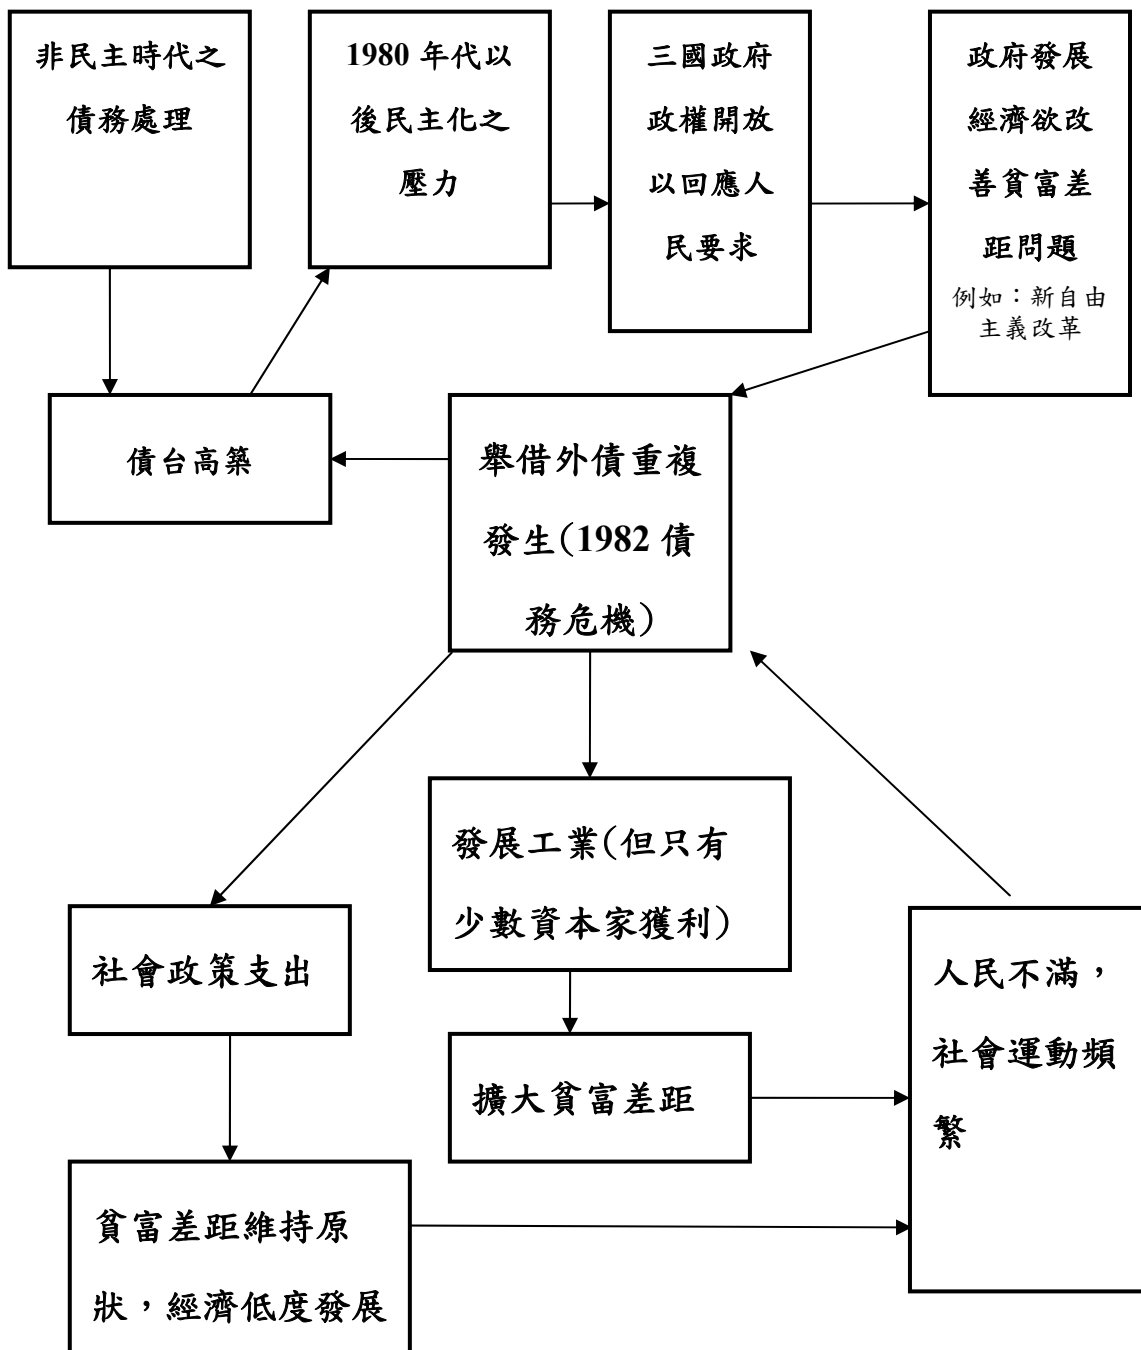 非民主時代之
債務處理
1980 年代以
後民主化之
壓力
三國政府
政權開放
以回應人
民要求
政府發展
經濟欲改
善貧富差
距問題
例如：新自由
主義改革
債台高築
舉借外債重複
發生(1982 債
務危機)
發展工業(但只有
少數資本家獲利)
社會政策支出
人民不滿，
社會運動頻
繁
擴大貧富差距
貧富差距維持原
狀，經濟低度發展